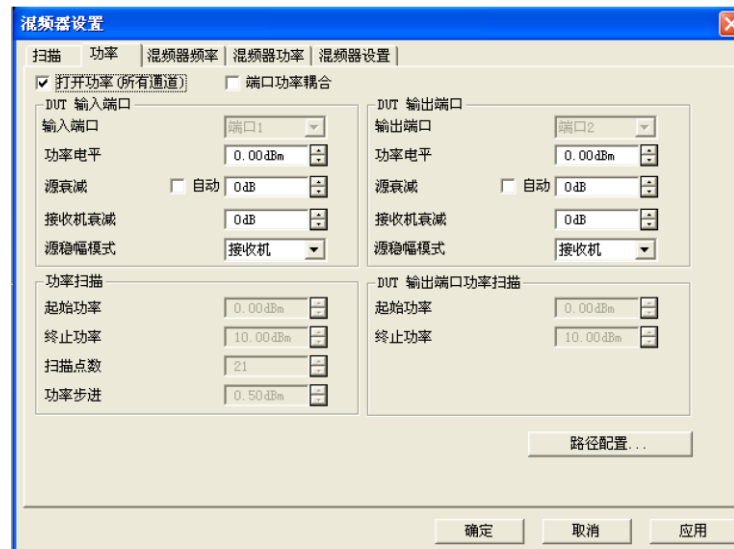 混频器设置
扫描 功率 混频器频率 混频器功率 混频器设置
打开功率(所有通道) 端口功率耦合
DUT 输入端口
输入端口 端口1
功率电平 0.00dBm
源衰减 自动 0dB
接收机衰减 0dB
源稳幅模式 接收机
DUT 输出端口
输出端口 端口2
功率电平 0.00dBm
源衰减 自动 0dB
接收机衰减 0dB
源稳幅模式 接收机
功率扫描
起始功率 0.00dBm
终止功率 10.00dBm
扫描点数 21
功率步进 0.50dBm
DUT 输出端口功率扫描
起始功率 0.00dBm
终止功率 10.00dBm
路径配置...
确定 取消 应用